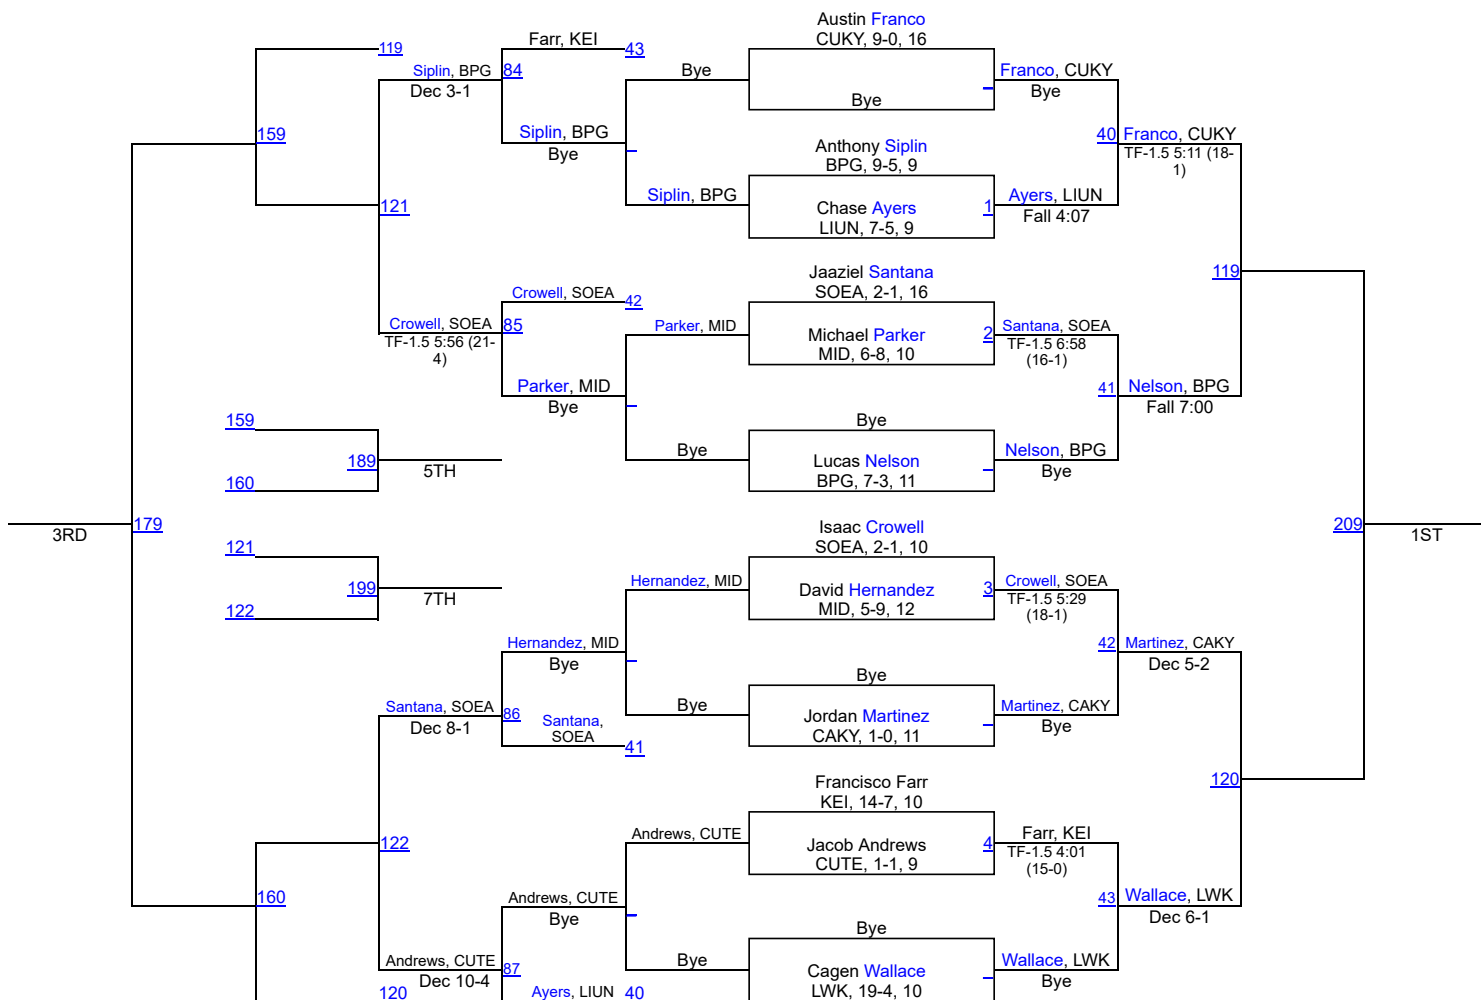 Austin Franco
CUKY, 9-0, 16
Farr, KEI
43
119
Siplin, BPG
84
Dec 3-1
Bye
Franco, CUKY
Bye
Bye
Siplin, BPG
Bye
159
Anthony Siplin
BPG, 9-5, 9
40
Franco, CUKY
TF-1.5 5:11 (18-
1)
121
Siplin, BPG
Chase Ayers
LIUN, 7-5, 9
1
Ayers, LIUN
Fall 4:07
Jaaziel Santana
SOEA, 2-1, 16
119
Crowell, SOEA
42
Crowell, SOEA
85
TF-1.5 5:56 (21-
4)
Parker, MID
Michael Parker
MID, 6-8, 10
2
Santana, SOEA
TF-1.5 6:58
(16-1)
Parker, MID
Bye
41
Nelson, BPG
Fall 7:00
159
Bye
189
5TH
160
Bye
Lucas Nelson
BPG, 7-3, 11
Nelson, BPG
Bye
3RD
179
Isaac Crowell
SOEA, 2-1, 10
209
1ST
121
199
7TH
122
Hernandez, MID
David Hernandez
MID, 5-9, 12
3
Crowell, SOEA
TF-1.5 5:29
(18-1)
Hernandez, MID
Bye
42
Martinez, CAKY
Dec 5-2
Bye
Santana, SOEA
86
Dec 8-1
Santana,
SOEA
41
Bye
Jordan Martinez
CAKY, 1-0, 11
Martinez, CAKY
Bye
Francisco Farr
KEI, 14-7, 10
120
122
Andrews, CUTE
Jacob Andrews
CUTE, 1-1, 9
4
Farr, KEI
TF-1.5 4:01
(15-0)
160
Andrews, CUTE
Bye
43
Wallace, LWK
Dec 6-1
Bye
Andrews, CUTE
87
Dec 10-4
Bye
Cagen Wallace
LWK, 19-4, 10
Wallace, LWK
Bye
120
Ayers, LIUN
40